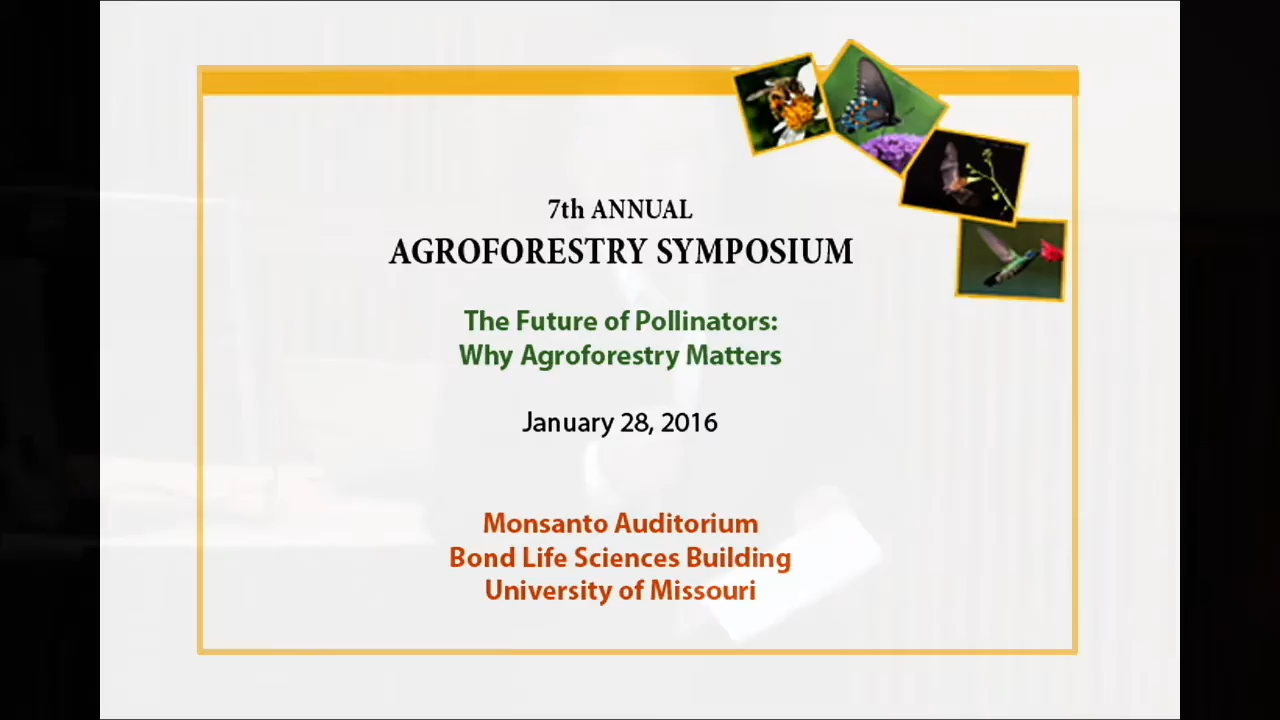 7th ANNUAL
AGROFORESTRY SYMPOSIUM
The Future of Pollinators:
Why Agroforestry Matters
January 28, 2016
Monsanto Auditorium
Bond Life Sciences Building
University of Missouri